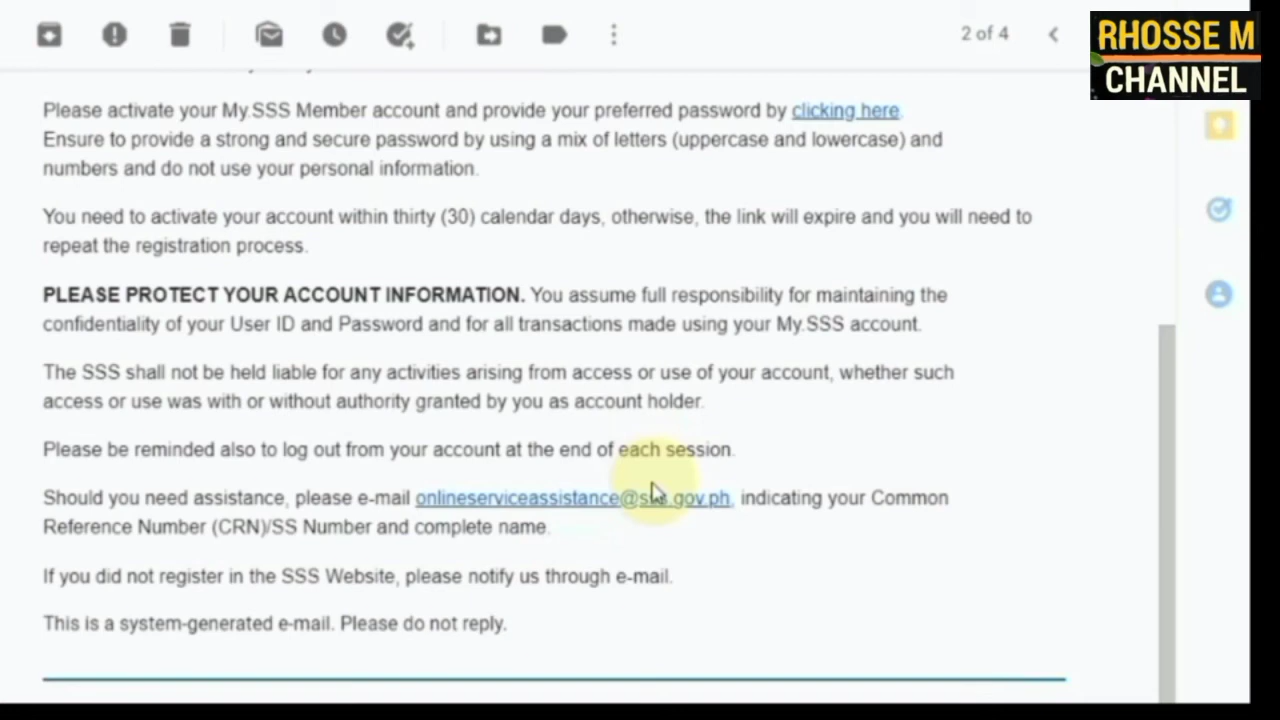 2 of 4
RHOSSE M
CHANNEL
Please activate your My.SSS Member account and provide your preferred password by clicking here.
Ensure to provide a strong and secure password by using a mix of letters (uppercase and lowercase) and
numbers and do not use your personal information.
You need to activate your account within thirty (30) calendar days, otherwise, the link will expire and you will need to
repeat the registration process.
PLEASE PROTECT YOUR ACCOUNT INFORMATION. You assume full responsibility for maintaining the
confidentiality of your User ID and Password and for all transactions made using your My.SSS account.
The SSS shall not be held liable for any activities arising from access or use of your account, whether such
access or use was with or without authority granted by you as account holder.
Please be reminded also to log out from your account at the end of each session.
Should you need assistance, please e-mail onlineserviceassistance@sss.gov.ph, indicating your Common
Reference Number (CRN)/SS Number and complete name.
If you did not register in the SSS Website, please notify us through e-mail.
This is a system-generated e-mail. Please do not reply.